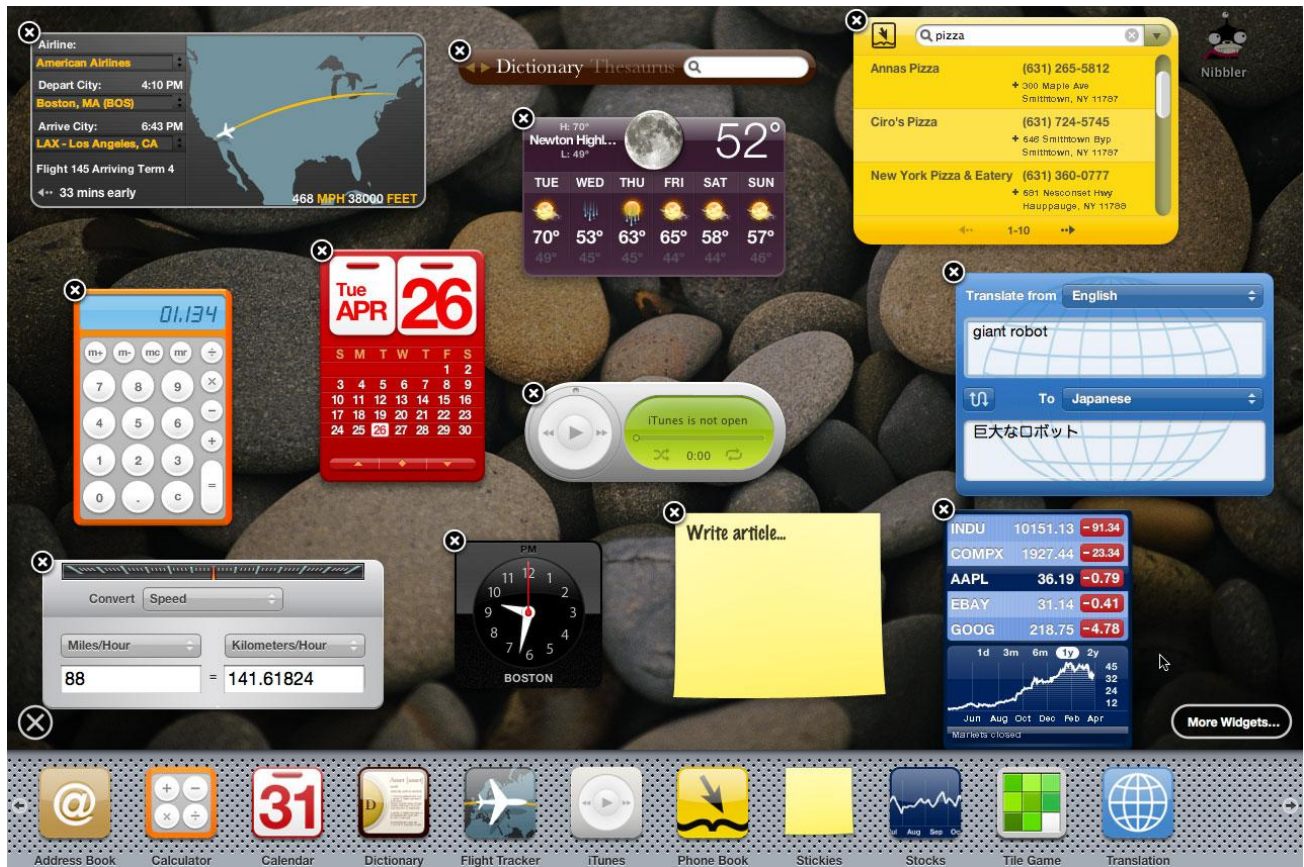 Airline:
American Airlines
Depart City: 4:10 PM
Boston, MA (BOS)
Arrive City: 6:43 PM
LAX - Los Angeles, CA
Flight 145 Arriving Term 4
33 mins early
468 MPH 38000 FEET
Dictionary Thesaurus
H: 70°
Newton Highl...
L: 49°
52°
TUE WED THU FRI SAT SUN
70° 53° 63° 65° 58° 57°
49° 45° 45° 44° 44° 46°
pizza
Annas Pizza (631) 265-5812
+ 300 Maple Ave
Smithtown, NY 11787
Ciro's Pizza (631) 724-5745
+ 646 Smithtown Byp
Smithtown, NY 11787
New York Pizza & Eatery (631) 360-0777
+ 691 Nesconset Hwy
Hauppauge, NY 11788
1-10
Nibbler
01.134
m+ m- mc mr ÷
7 8 9 ×
4 5 6 −
+
1 2 3
0 . c =
Tue
APR 26
S M T W T F S
1 2
3 4 5 6 7 8 9
10 11 12 13 14 15 16
17 18 19 20 21 22 23
24 25 26 27 28 29 30
iTunes is not open
0:00
Translate from English
giant robot
To Japanese
巨大なロボット
Convert Speed
Miles/Hour Kilometers/Hour
88 = 141.61824
PM
12
11 1
10 2
9 3
8 4
7 5
6
BOSTON
Write article...
INDU 10151.13 −91.34
COMPX 1927.44 −23.34
AAPL 36.19 −0.79
EBAY 31.14 −0.41
GOOG 218.75 −4.78
1d 3m 6m 1y 2y
45
32
24
12
Jun Aug Oct Dec Feb Apr
Markets closed
More Widgets...
@
31
D
Aug Sep
Address Book Calculator Calendar Dictionary Flight Tracker iTunes Phone Book Stickies Stocks Tile Game Translation